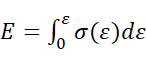 E = ∫₀^ε σ(ε)dε